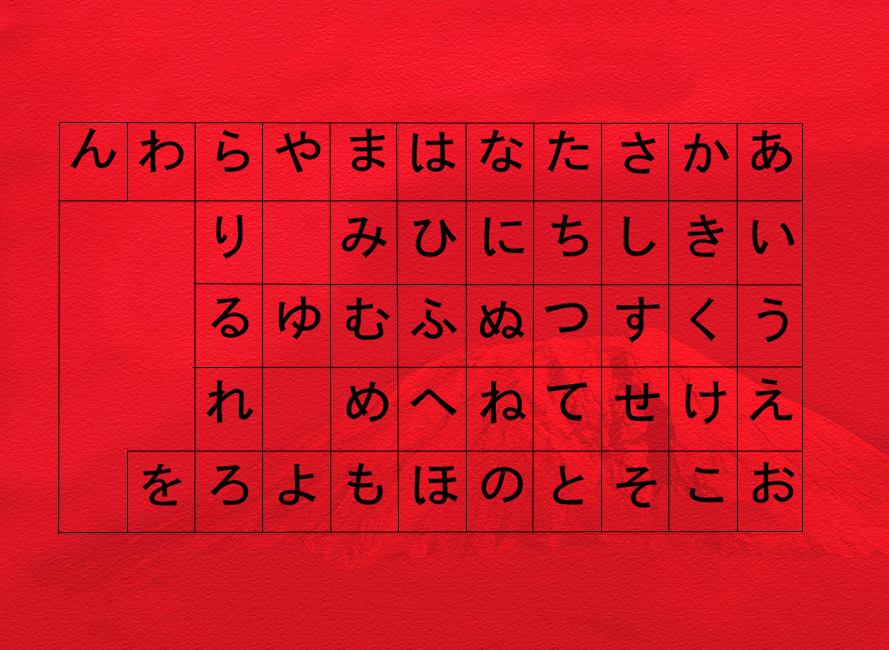 んわらやまはなたさかあ
りみひにちしきい
るゆむふぬつすくう
れめへねてせけえ
をろよもほのとそこお